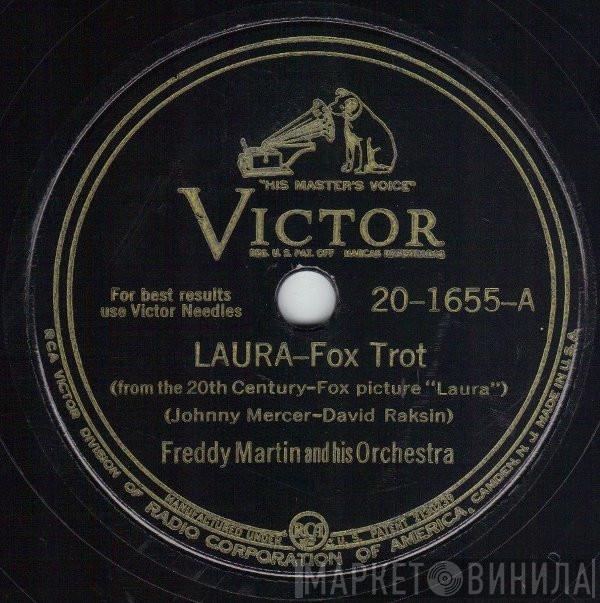 "HIS MASTER'S VOICE"
VICTOR
REG. U. S. PAT. OFF. MARCAS REGISTRADAS
For best results
use Victor Needles
20-1655-A
LAURA-Fox Trot
(from the 20th Century-Fox picture "Laura")
(Johnny Mercer-David Raksin)
Freddy Martin and his Orchestra
MANUFACTURED UNDER RCA U. S. PATENT
RCA VICTOR DIVISION OF RADIO CORPORATION OF AMERICA, CAMDEN, N. J. MADE IN U.S.A.
МАРКЕТ ВИНИЛА